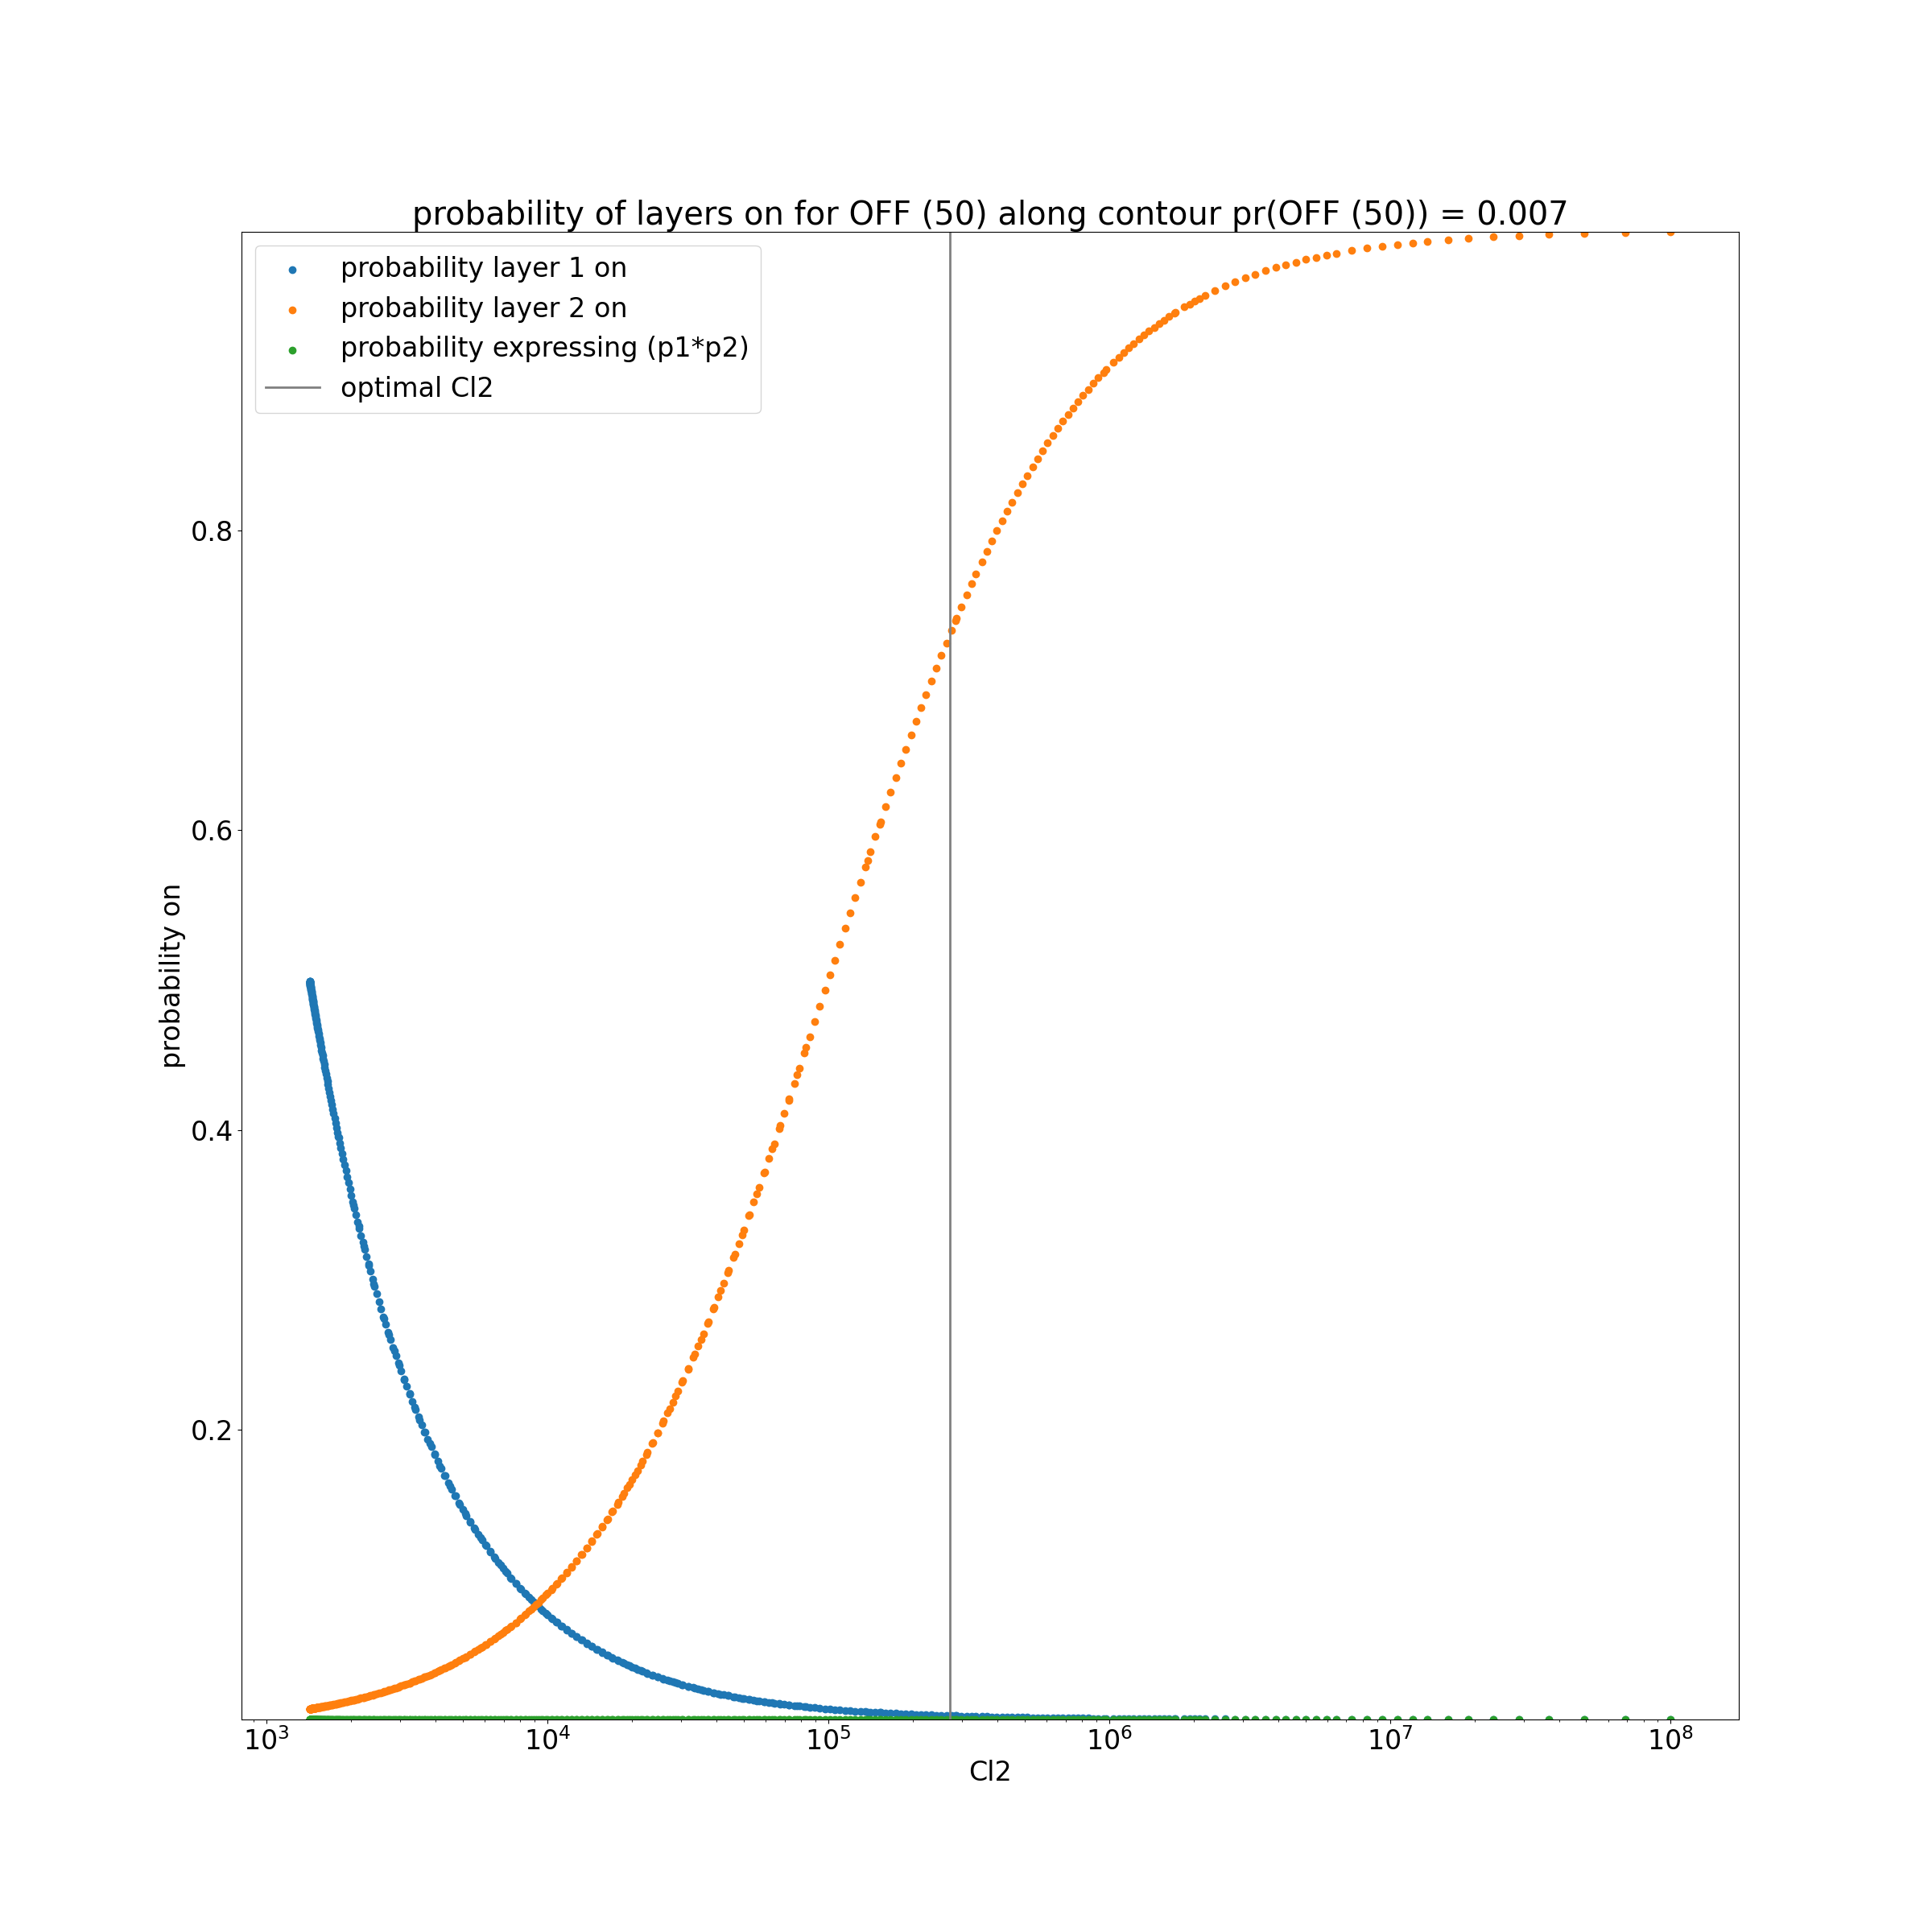 probability of layers on for OFF (50) along contour pr(OFF (50)) = 0.007
probability layer 1 on
probability layer 2 on
probability expressing (p1*p2)
optimal Cl2
probability on
0.8
0.6
0.4
0.2
10³ 10⁴ 10⁵ 10⁶ 10⁷ 10⁸
Cl2